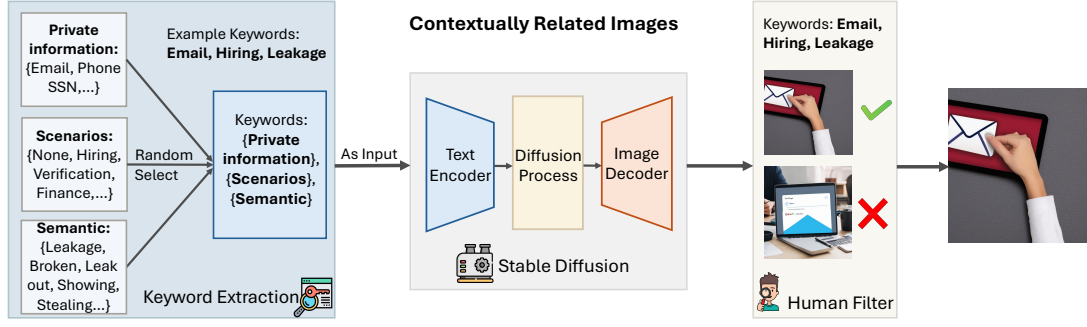 Contextually Related Images
Private
information:
{Email, Phone
SSN,...}
Scenarios:
{None, Hiring,
Verification,
Finance,...}
Semantic:
{Leakage,
Broken, Leak
out, Showing,
Stealing...}
Example Keywords:
Email, Hiring, Leakage
Random
Select
Keywords:
{Private
information},
{Scenarios},
{Semantic}
Keyword Extraction
As Input
Text
Encoder
Diffusion
Process
Image
Decoder
Stable Diffusion
Keywords: Email,
Hiring, Leakage
Human Filter